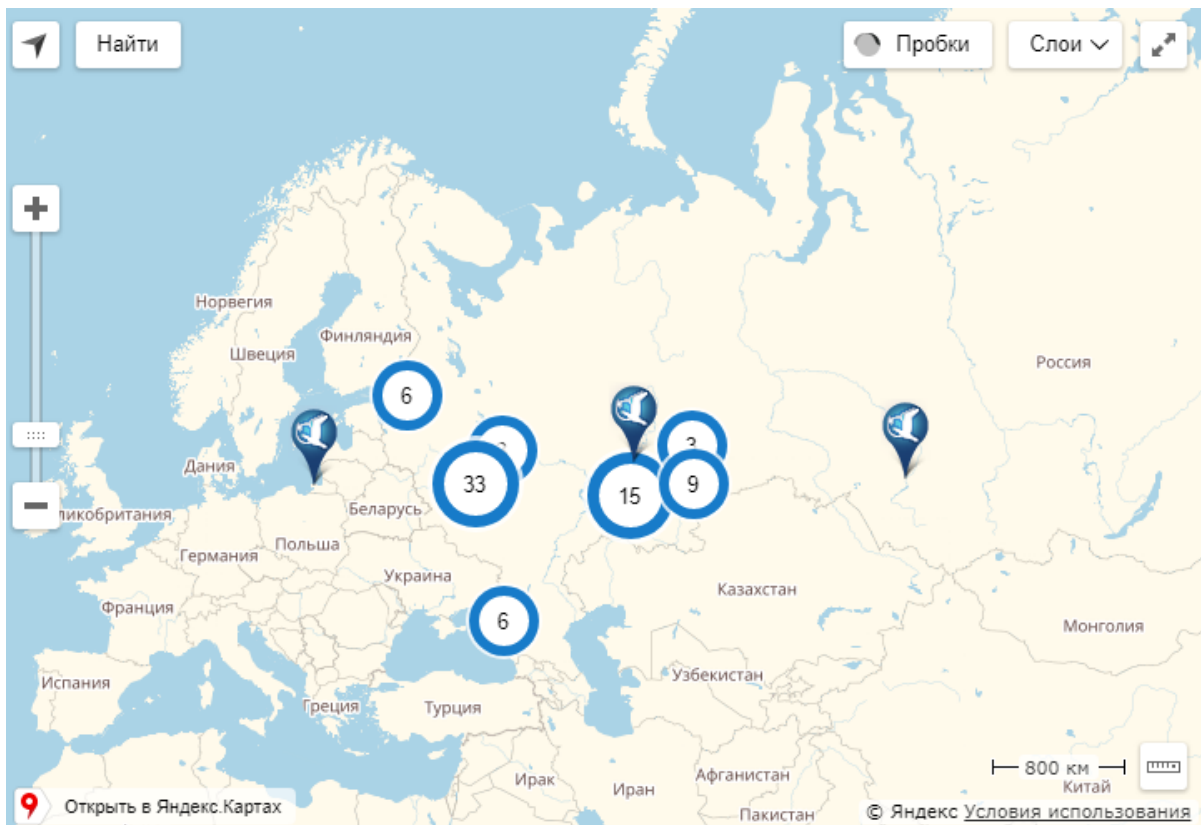 Найти
Пробки
Слои
Норвегия
Финляндия
Швеция
Россия
6
3
Дания
33
15
9
ликобритания
Беларусь
Польша
Германия
Украина
Казахстан
Франция
6
Монголия
Узбекистан
Испания
Греция
Турция
800 км
Ирак
Афганистан
Иран
Китай
Открыть в Яндекс.Картах
Пакистан
© Яндекс Условия использования